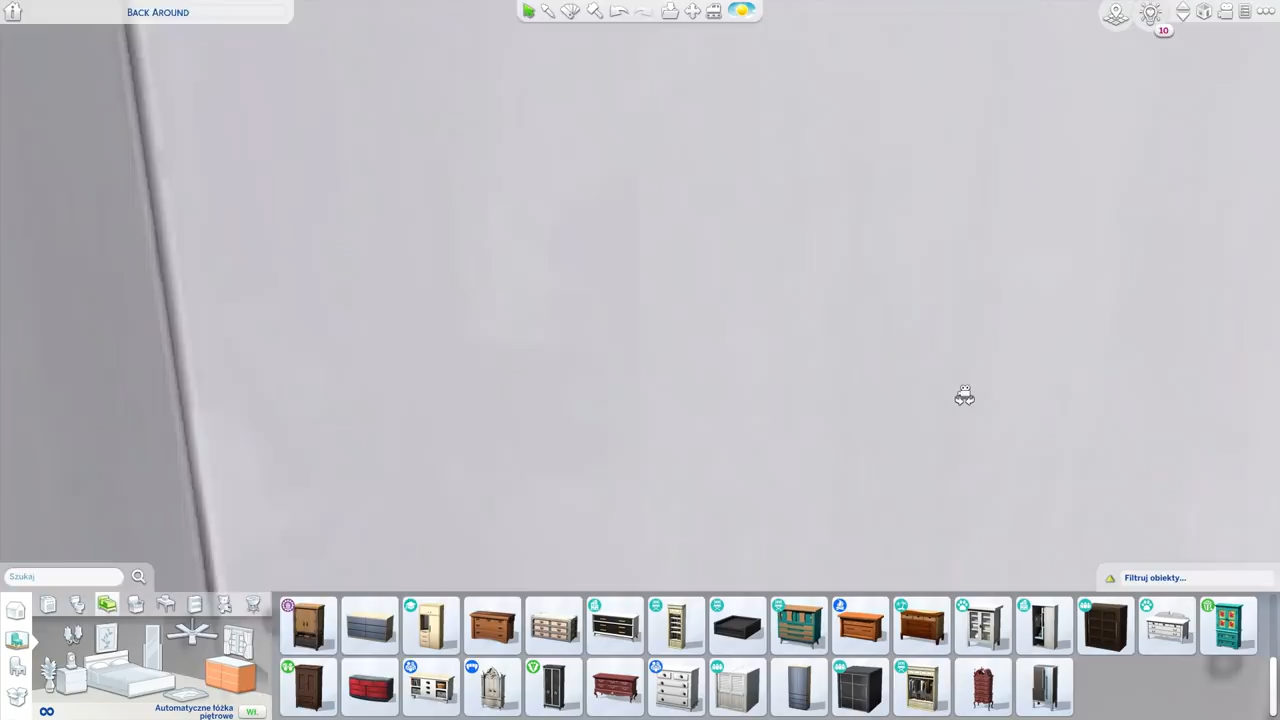 BACK AROUND
10
Szukaj
Filtruj obiekty...
Automatyczne łóżka
piętrowe
Wł.